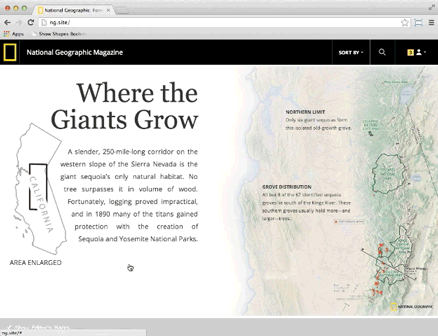 National Geographic, Fem
ng.site/
Apps Show Shapes Bookm
National Geographic Magazine
SORT BY
3
Where the
Giants Grow
A slender, 250-mile-long corridor on the
western slope of the Sierra Nevada is the
giant sequoia's only natural habitat. No
tree surpasses it in volume of wood.
Fortunately, logging proved impractical,
and in 1890 many of the titans gained
protection with the creation of
Sequoia and Yosemite National Parks.
CALIFORNIA
AREA ENLARGED
NORTHERN LIMIT
Only six giant sequoias form
this isolated old-growth grove.
GROVE DISTRIBUTION
All but 8 of the 67 identified sequoia
groves lie south of the Kings River. These
southern groves usually hold more—and
larger—trees.
NATIONAL GEOGRAPHIC
ng.site/#